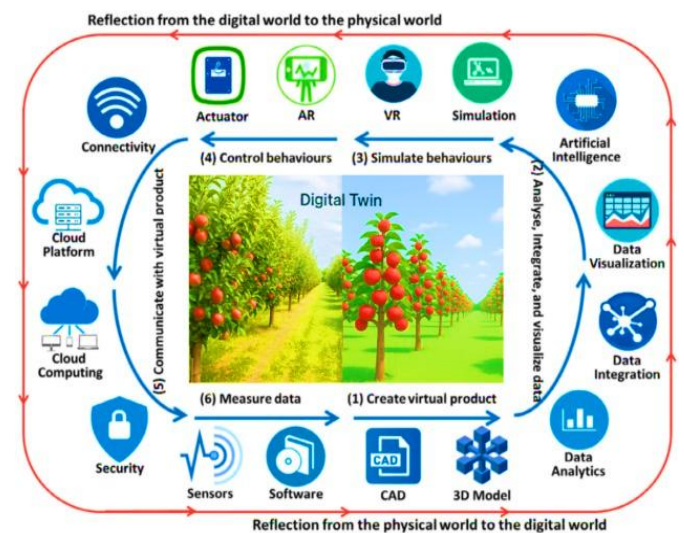 Reflection from the digital world to the physical world
Actuator
AR
VR
Simulation
Connectivity
Artificial
Intelligence
(4) Control behaviours
(3) Simulate behaviours
(2) Analyse, Integrate, and visualize data
(5) Communicate with virtual product
Digital Twin
Cloud
Platform
Data
Visualization
Cloud
Computing
Data
Integration
(6) Measure data
(1) Create virtual product
Security
Sensors
Software
CAD
CAD
3D Model
Data
Analytics
Reflection from the physical world to the digital world